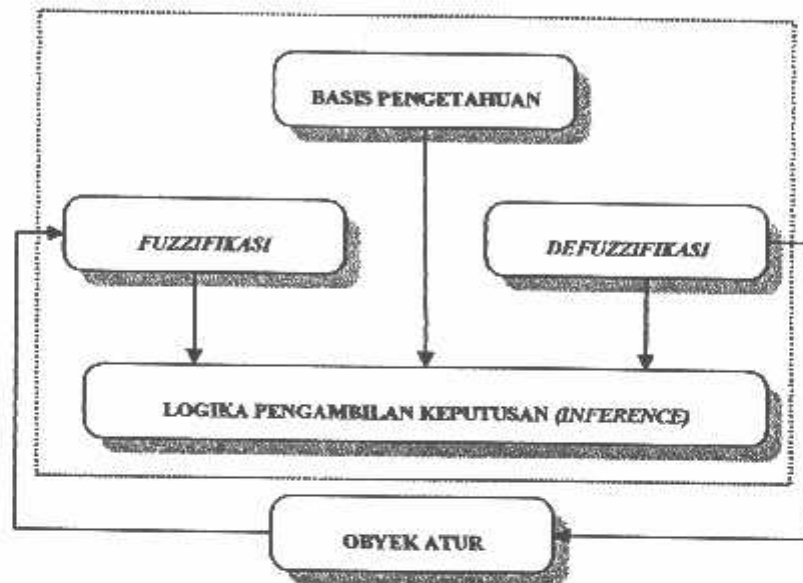 BASIS PENGETAHUAN
FUZZIFIKASI
DEFUZZIFIKASI
LOGIKA PENGAMBILAN KEPUTUSAN (INFERENCE)
OBYEK ATUR